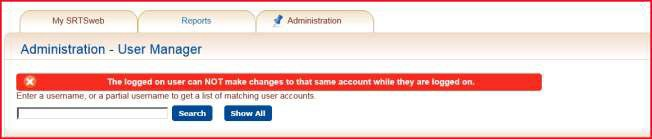 My SRTSweb Reports Administration
Administration - User Manager
The logged on user can NOT make changes to that same account while they are logged on.
Enter a username, or a partial username to get a list of matching user accounts.
Search Show All